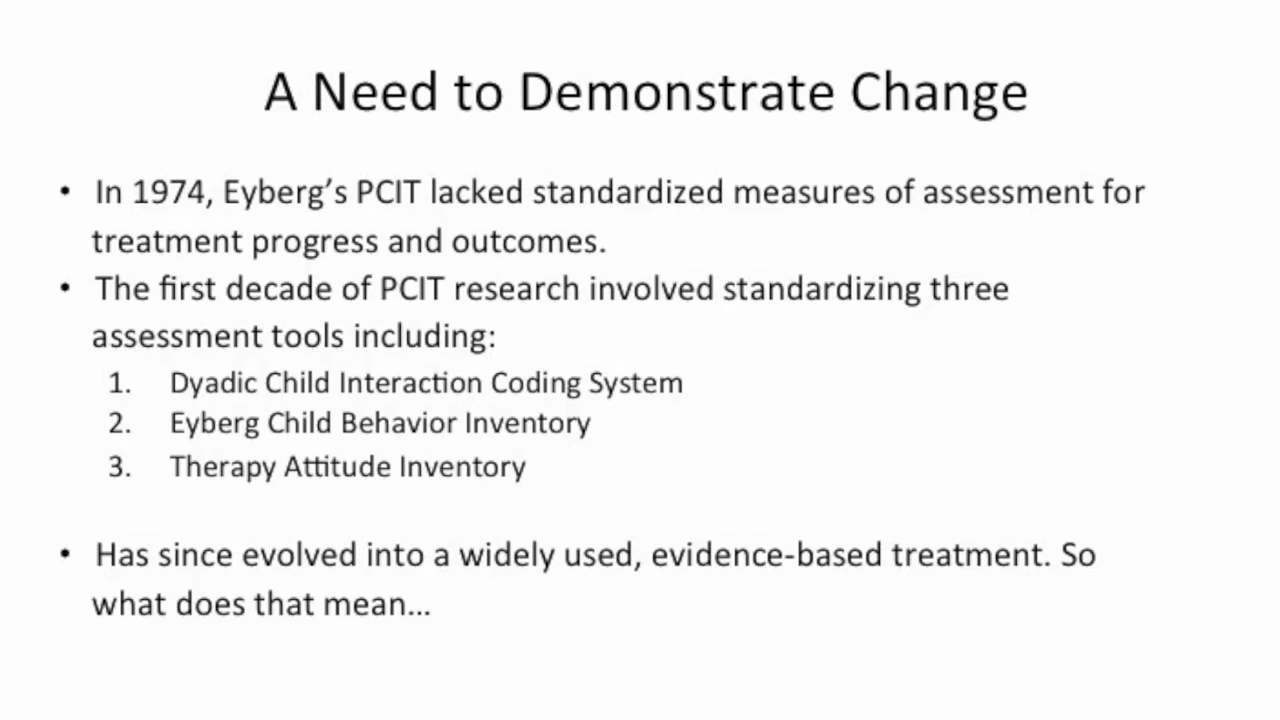 A Need to Demonstrate Change
• In 1974, Eyberg’s PCIT lacked standardized measures of assessment for
treatment progress and outcomes.
• The first decade of PCIT research involved standardizing three
assessment tools including:
1. Dyadic Child Interaction Coding System
2. Eyberg Child Behavior Inventory
3. Therapy Attitude Inventory
• Has since evolved into a widely used, evidence-based treatment. So
what does that mean…